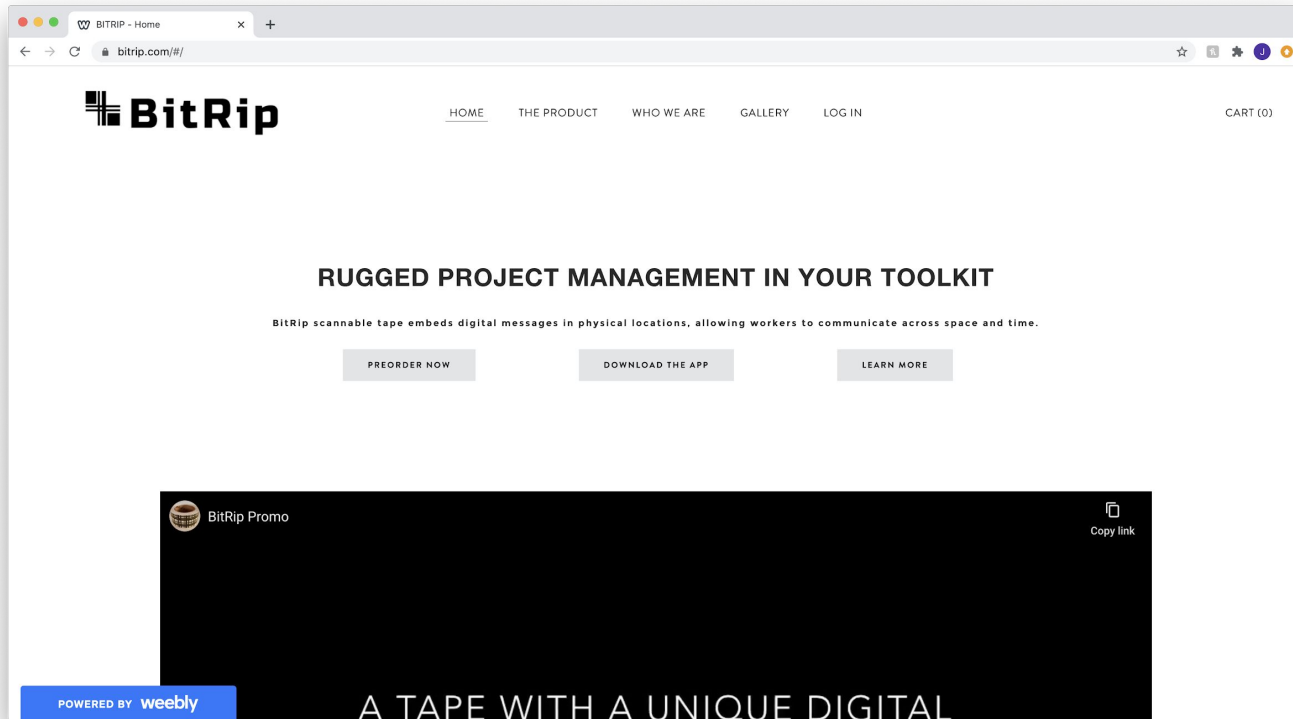 BITRIP - Home
bitrip.com/#/
J
BitRip
HOME THE PRODUCT WHO WE ARE GALLERY LOG IN CART (0)
RUGGED PROJECT MANAGEMENT IN YOUR TOOLKIT
BitRip scannable tape embeds digital messages in physical locations, allowing workers to communicate across space and time.
PREORDER NOW DOWNLOAD THE APP LEARN MORE
BitRip Promo
Copy link
A TAPE WITH A UNIQUE DIGITAL
POWERED BY weebly